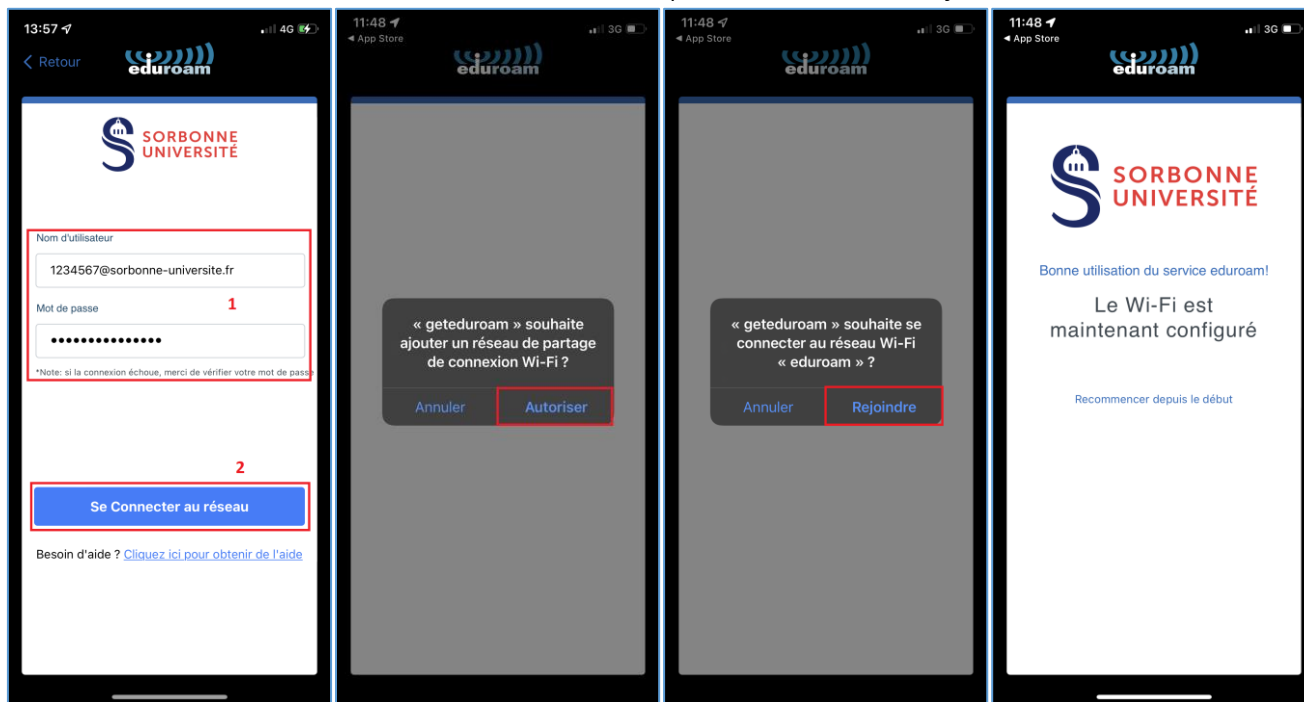 13:57
4G
Retour
eduroam
SORBONNE
UNIVERSITÉ
Nom d'utilisateur
1234567@sorbonne-universite.fr
Mot de passe
1
•••••••••••••••
*Note: si la connexion échoue, merci de vérifier votre mot de passe
2
Se Connecter au réseau
Besoin d'aide ? Cliquez ici pour obtenir de l'aide
11:48
3G
App Store
eduroam
« geteduroam » souhaite
ajouter un réseau de partage
de connexion Wi-Fi ?
Annuler
Autoriser
11:48
3G
App Store
eduroam
« geteduroam » souhaite se
connecter au réseau Wi-Fi
« eduroam » ?
Annuler
Rejoindre
11:48
3G
App Store
eduroam
SORBONNE
UNIVERSITÉ
Bonne utilisation du service eduroam!
Le Wi-Fi est
maintenant configuré
Recommencer depuis le début